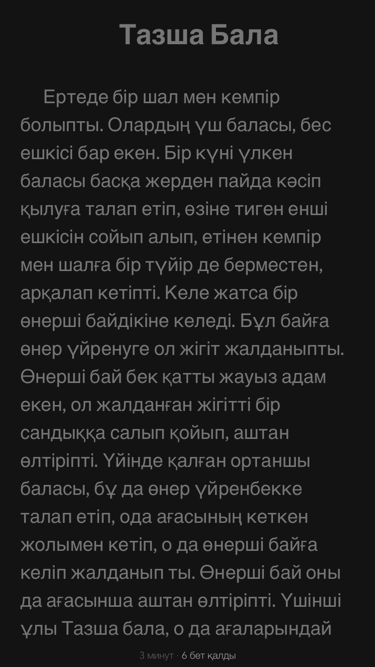 Тазша Бала
Ертеде бір шал мен кемпір
болыпты. Олардың үш баласы, бес
ешкісі бар екен. Бір күні үлкен
баласы басқа жерден пайда кәсіп
қылуға талап етіп, өзіне тиген енші
ешкісін сойып алып, етінен кемпір
мен шалға бір түйір де берместен,
арқалап кетіпті. Келе жатса бір
өнерші байдікіне келеді. Бұл байға
өнер үйренуге ол жігіт жалданыпты.
Өнерші бай бек қатты жауыз адам
екен, ол жалданған жігітті бір
сандыққа салып қойып, аштан
өлтіріпті. Үйінде қалған ортаншы
баласы, бұ да өнер үйренбекке
талап етіп, ода ағасының кеткен
жолымен кетіп, о да өнерші байға
келіп жалданып ты. Өнерші бай оны
да ағасынша аштан өлтіріпті. Үшінші
ұлы Тазша бала, о да ағаларындай
3 минут · 6 бет қалды